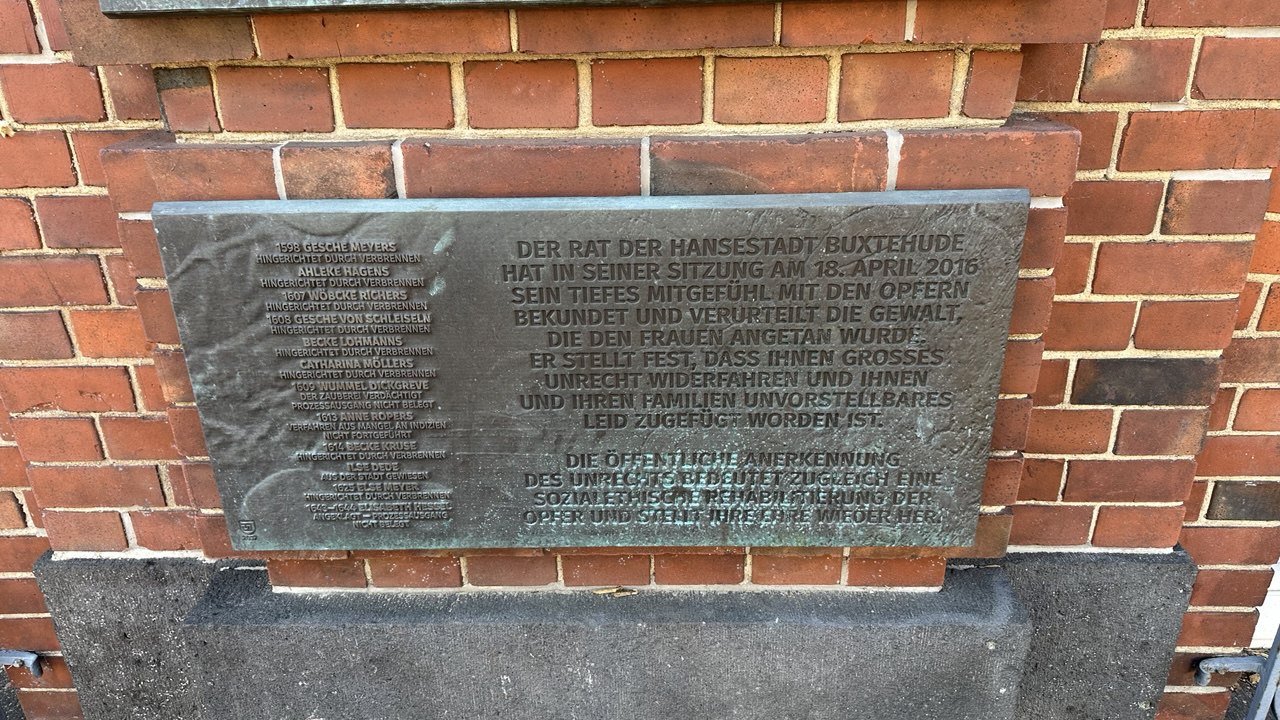 1598 GESCHE MEYERS
HINGERICHTET DURCH VERBRENNEN
AHLEKE HAGENS
HINGERICHTET DURCH VERBRENNEN
1607 WÖBCKE RICHERS
HINGERICHTET DURCH VERBRENNEN
1608 GESCHE VON SCHLEISELN
HINGERICHTET DURCH VERBRENNEN
BECKE LOHMANNS
HINGERICHTET DURCH VERBRENNEN
CATHARINA MÖLLERS
HINGERICHTET DURCH VERBRENNEN
1609 WUMMEL DICKGREVE
DER ZAUBEREI VERDÄCHTIGT
PROZESSAUSGANG NICHT BELEGT
1613 ANNE ROPERS
VERFAHREN AUS MANGEL AN INDIZIEN
NICHT FORTGEFÜHRT
1614 BECKE KRUSE
HINGERICHTET DURCH VERBRENNEN
ILSE DEDE
AUS DER STADT GEWIESEN
1623 ELSE MEYER
HINGERICHTET DURCH VERBRENNEN
1643–1644 ELISABETH
ANGEKLAGT – PROZESSAUSGANG
NICHT BELEGT
DER RAT DER HANSESTADT BUXTEHUDE
HAT IN SEINER SITZUNG AM 18. APRIL 2016
SEIN TIEFES MITGEFÜHL MIT DEN OPFERN
BEKUNDET UND VERURTEILT DIE GEWALT,
DIE DEN FRAUEN ANGETAN WURDE.
ER STELLT FEST, DASS IHNEN GROSSES
UNRECHT WIDERFAHREN UND IHNEN
UND IHREN FAMILIEN UNVORSTELLBARES
LEID ZUGEFÜGT WORDEN IST.
DIE ÖFFENTLICHE ANERKENNUNG
DES UNRECHTS BEDEUTET ZUGLEICH EINE
SOZIALETHISCHE REHABILITIERUNG DER
OPFER UND STELLT IHRE EHRE WIEDER HER.